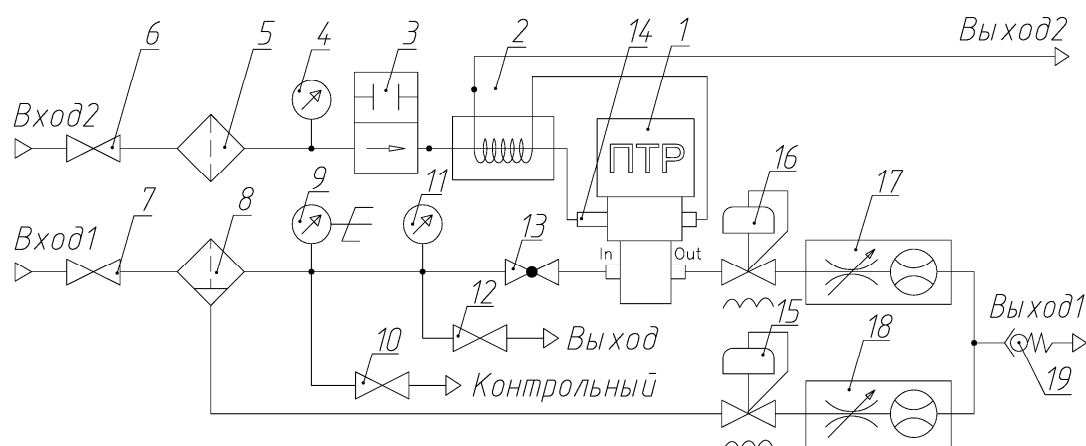 6
5
4
3
2
14
1
Выход2
Вход2
ПТР
16
17
7
8
9
11
13
Вход1
In
Out
12
Выход
15
18
Выход1
10
Контрольный
19